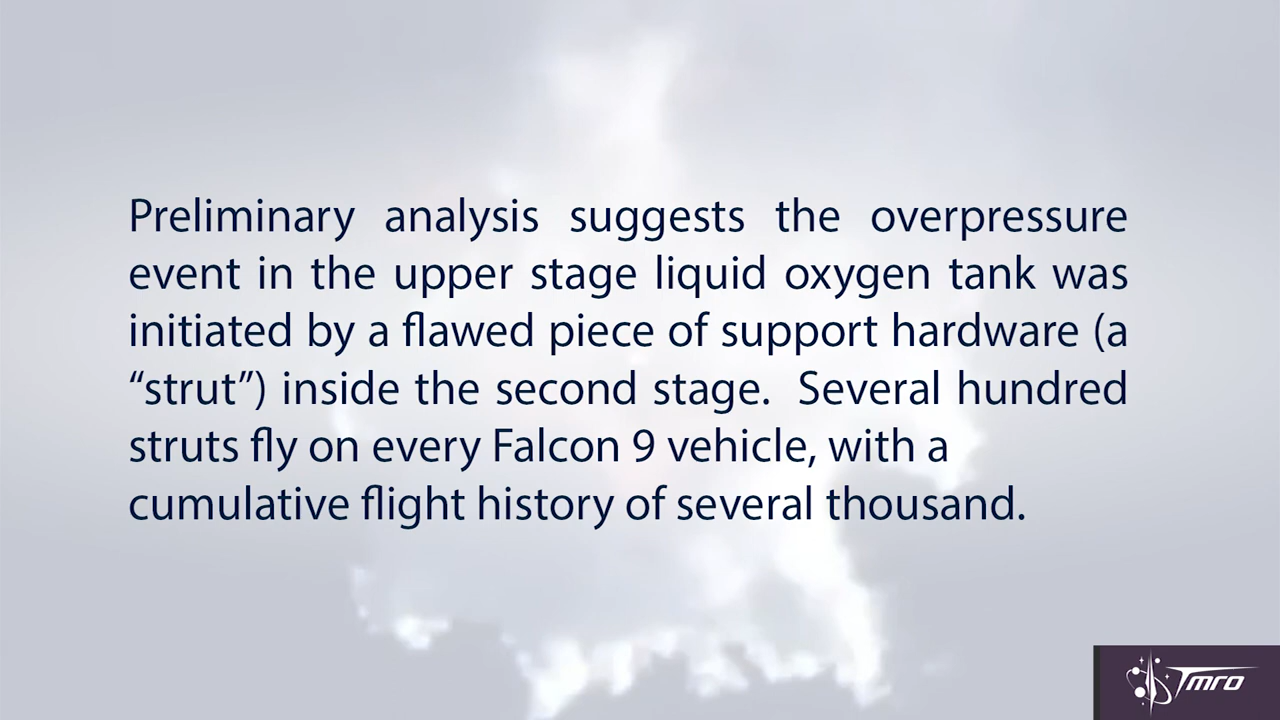 Preliminary analysis suggests the overpressure
event in the upper stage liquid oxygen tank was
initiated by a flawed piece of support hardware (a
“strut”) inside the second stage.  Several hundred
struts fly on every Falcon 9 vehicle, with a
cumulative flight history of several thousand.
Tmro